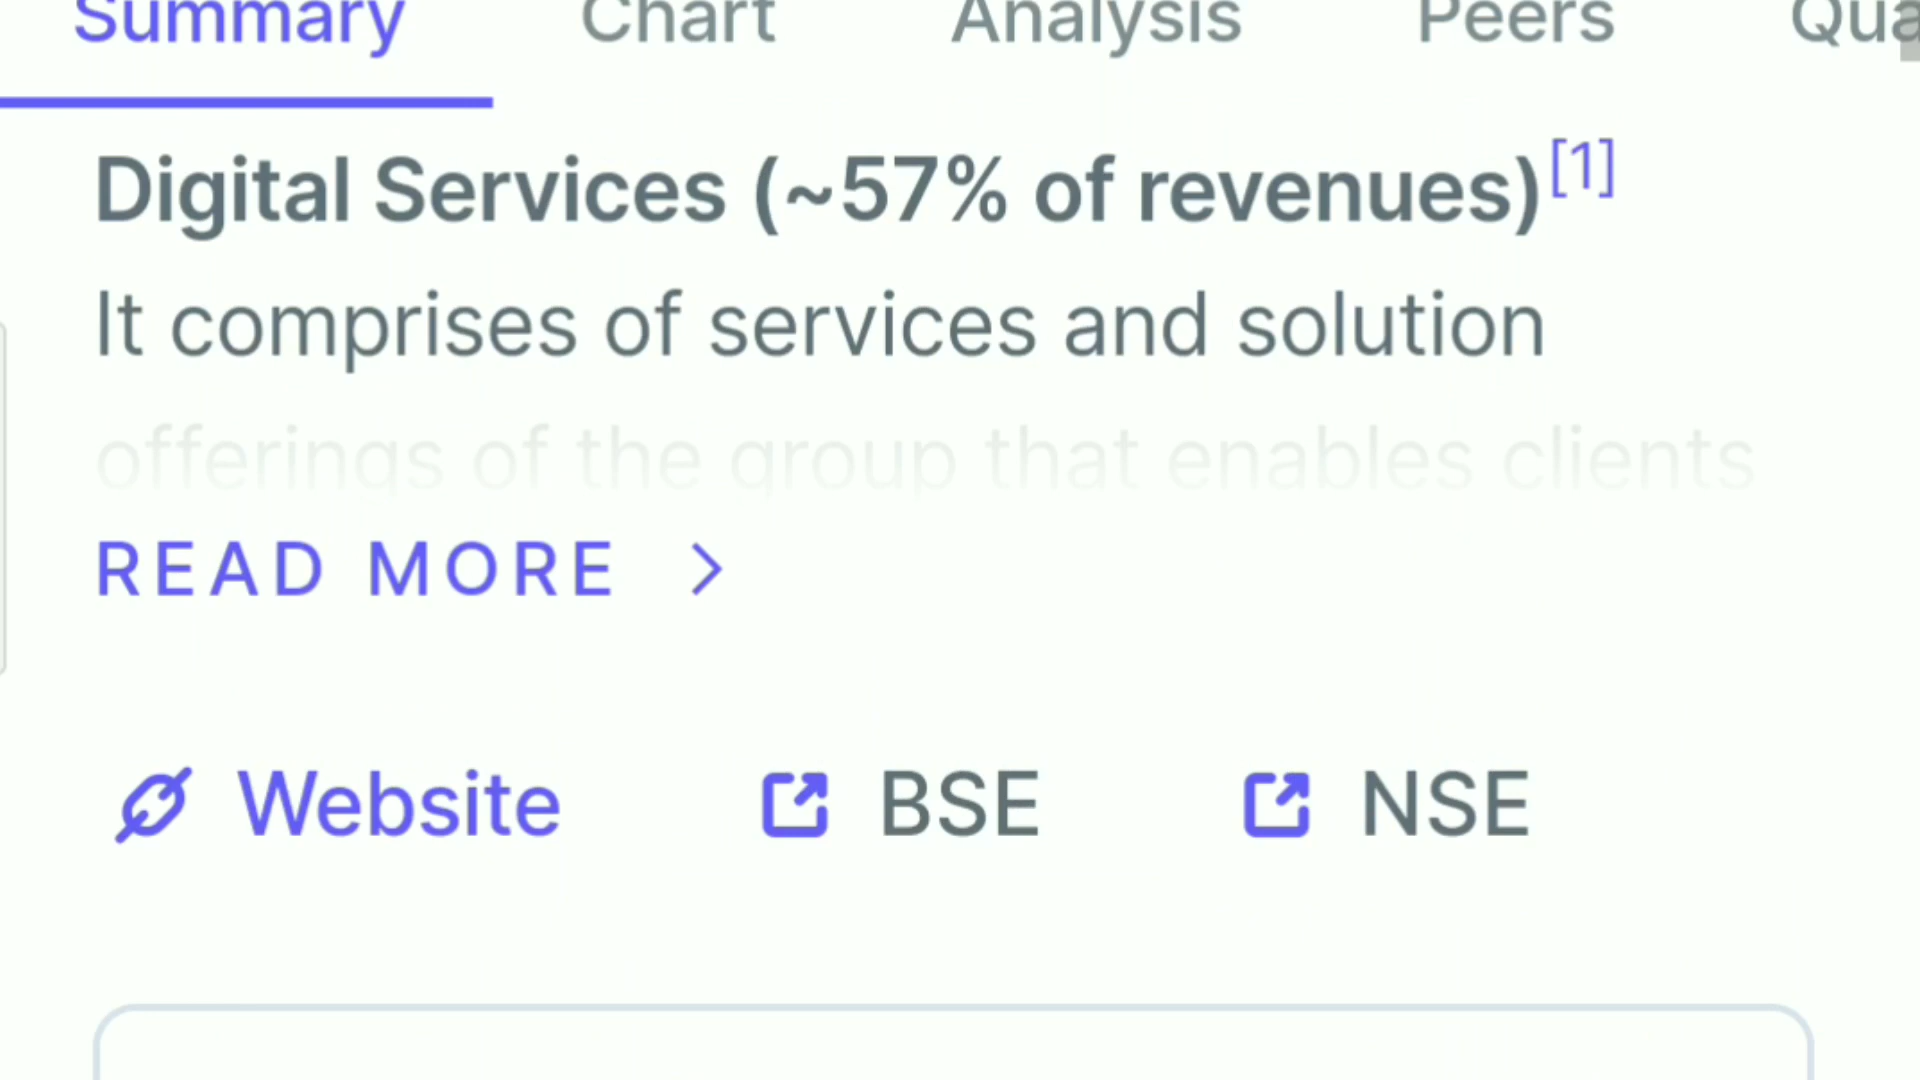 Summary Chart Analysis Peers Qua
Digital Services (~57% of revenues)[1]
It comprises of services and solution
offerings of the group that enables clients
READ MORE
Website BSE NSE